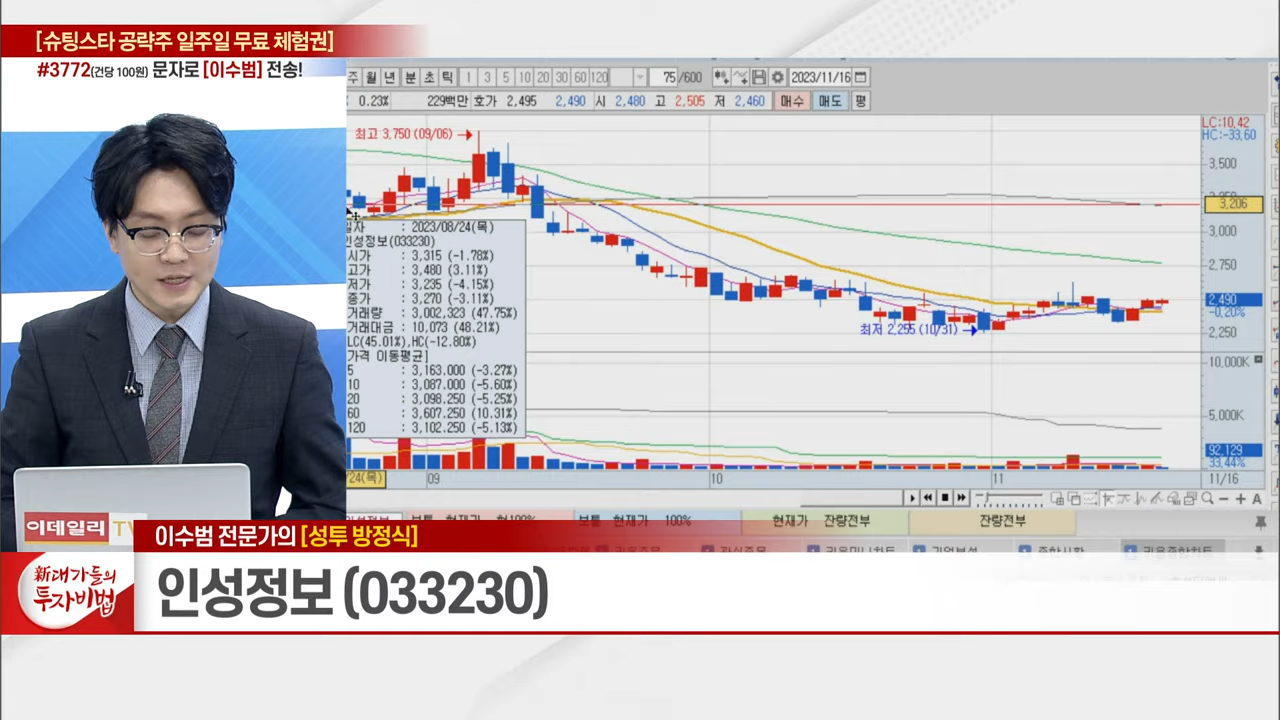 [슈팅스타 공략주 일주일 무료 체험권]
#3772(건당 100원) 문자로 [이수범] 전송!
주 월 년 분 초 틱 1 3 5 10 20 30 60 120 75 /600 2023/11/16
0.23% 229백만 호가 2,495 2,490 시 2,480 고 2,505 저 2,460 매수 매도 평
최고 3,750 (09/06)
LC:10,42
HC:-33,60
3,500
3,206
3,000
2,750
2,490
-0,20%
2,250
최저 2,255 (10/31)
: 2023/08/24(목)
인성정보(033230)
시가 : 3,315 (-1.78%)
고가 : 3,480 (3.11%)
저가 : 3,235 (-4.15%)
종가 : 3,270 (-3.11%)
거래량 : 3,002,323 (47.75%)
거래대금 : 10,073 (48.21%)
LC(45.01%),HC(-12.80%)
가격 이동평균]
5 : 3,163.000 (-3.27%)
10 : 3,087.000 (-5.60%)
20 : 3,098.250 (-5.25%)
60 : 3,607.250 (10.31%)
120 : 3,102.250 (-5.13%)
10,000K
5,000K
92,129
33,44%
/24(목) 09 10 11 11/16
현재가 100% 현재가 잔량전부 잔량전부
이데일리 TV
이수범 전문가의 [성투 방정식]
新대가들의
투자비법
인성정보 (033230)